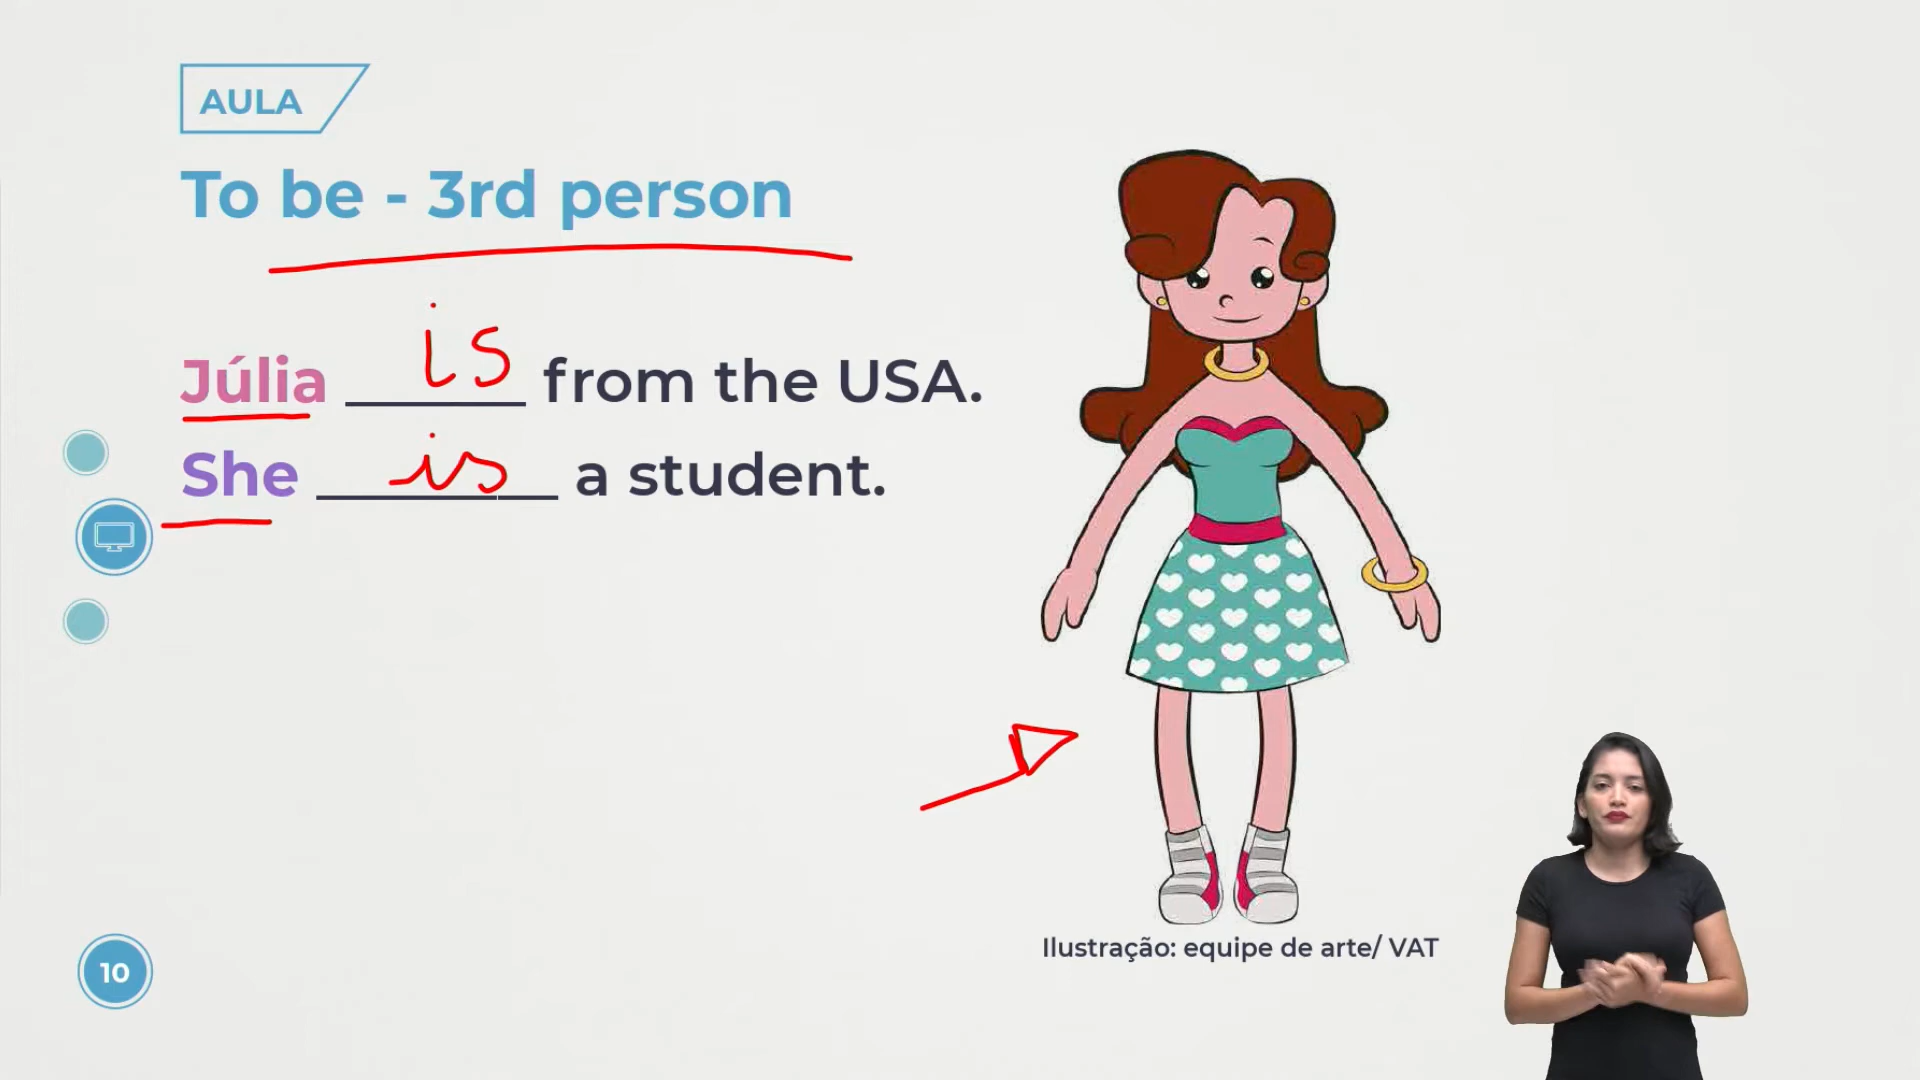 AULA
To be - 3rd person
Júlia is from the USA.
She is a student.
10
Ilustração: equipe de arte/ VAT